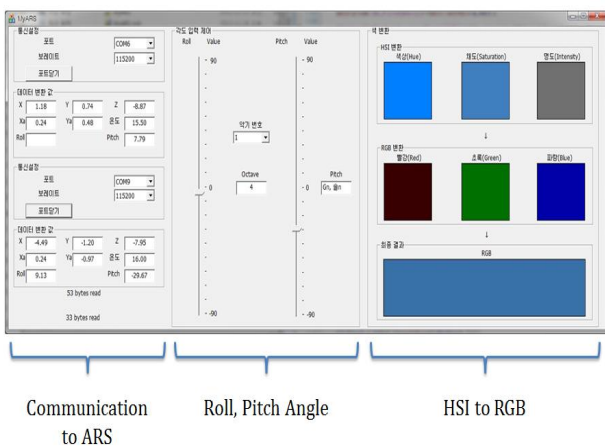 MyARS
통신설정
포트 COM6
보레이트 115200
포트닫기
데이터 변환 값
X 1.18 Y 0.74 Z -8.87
Xa 0.24 Ya 0.48 온도 15.50
Roll Pitch 7.79
통신설정
포트 COM9
보레이트 115200
포트닫기
데이터 변환 값
X -4.49 Y -1.20 Z -7.95
Xa 0.24 Ya -0.97 온도 16.00
Roll 9.13 Pitch -29.67
53 bytes read
33 bytes read
각도 입력 제어
Roll Value Pitch Value
90 90
악기 번호
1
Octave Pitch
0 4 0 Gn, 솔n
-90 -90
색 변환
HSI 변환
색상(Hue) 채도(Saturation) 명도(Intensity)
↓
RGB 변환
빨강(Red) 초록(Green) 파랑(Blue)
↓
최종 결과
RGB
Communication
to ARS
Roll, Pitch Angle
HSI to RGB